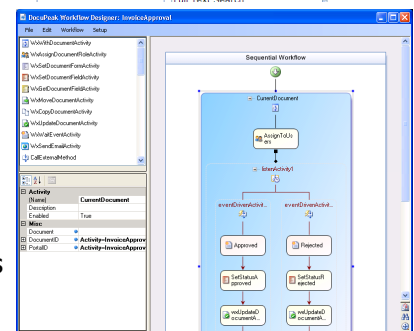 DocuPeak Workflow Designer: InvoiceApproval
File Edit Workflow Setup
WxWithDocumentActivity
WxAssignDocumentRoleActivity
WxSetDocumentFormActivity
WxSetDocumentFieldActivity
WxGetDocumentFieldActivity
WxMoveDocumentActivity
WxCopyDocumentActivity
WxUpdateDocumentActivity
WxWaitEventActivity
WxSendEmailActivity
CallExternalMethod
Activity
(Name) CurrentDocument
Description
Enabled True
Misc
Document
DocumentID Activity=InvoiceApprov
PortalID Activity=InvoiceApprov
Sequential Workflow
CurrentDocument
AssignToUs
ers
listenActivity1
eventDrivenActivit... eventDrivenActivit...
Approved Rejected
SetStatusA
pproved
SetStatusR
ejected
wxUpdateD
ocumentA...
wxUpdateD
ocumentA...
s